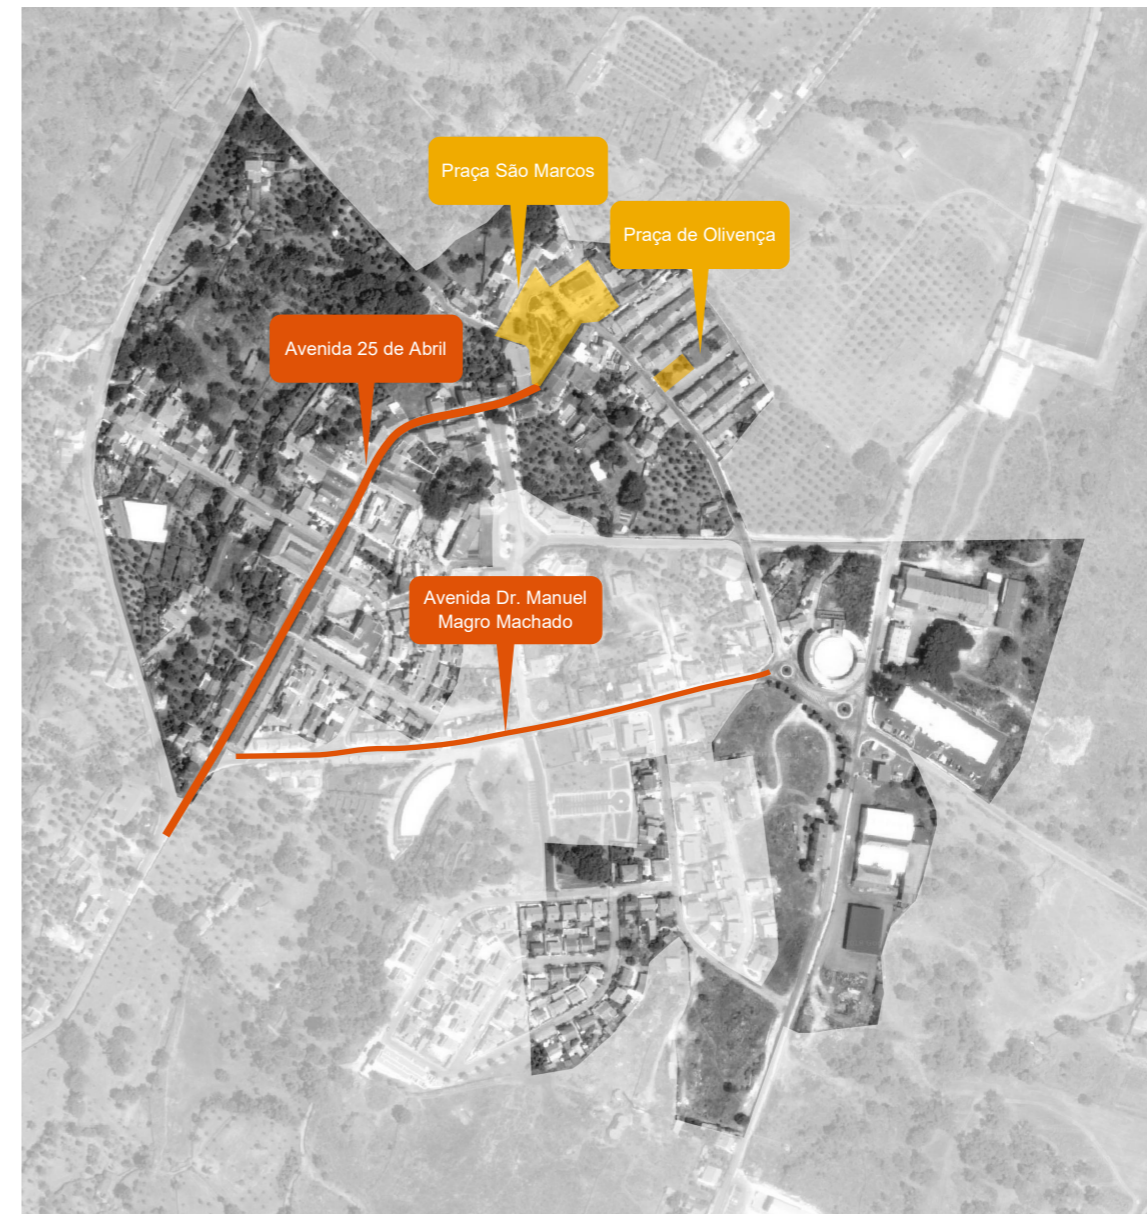 Praça São Marcos
Praça de Olivença
Avenida 25 de Abril
Avenida Dr. Manuel
Magro Machado